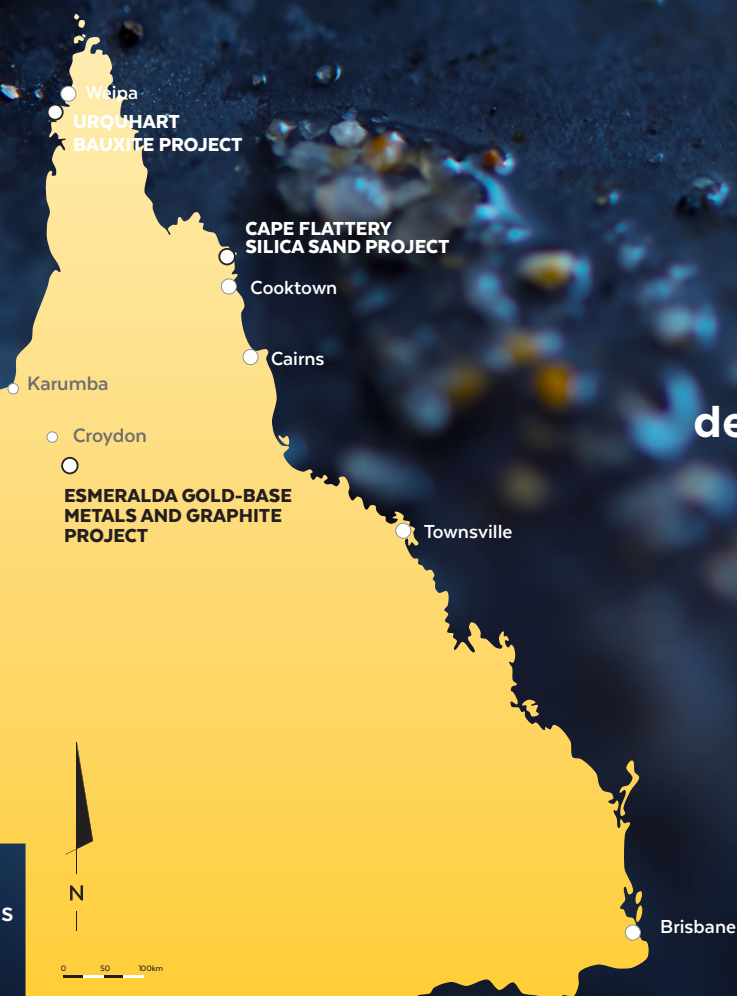 Weipa
URQUHART
BAUXITE PROJECT
CAPE FLATTERY
SILICA SAND PROJECT
Cooktown
Cairns
Karumba
de
Croydon
ESMERALDA GOLD-BASE
METALS AND GRAPHITE
PROJECT
Townsville
N
s
Brisbane
0 50 100km